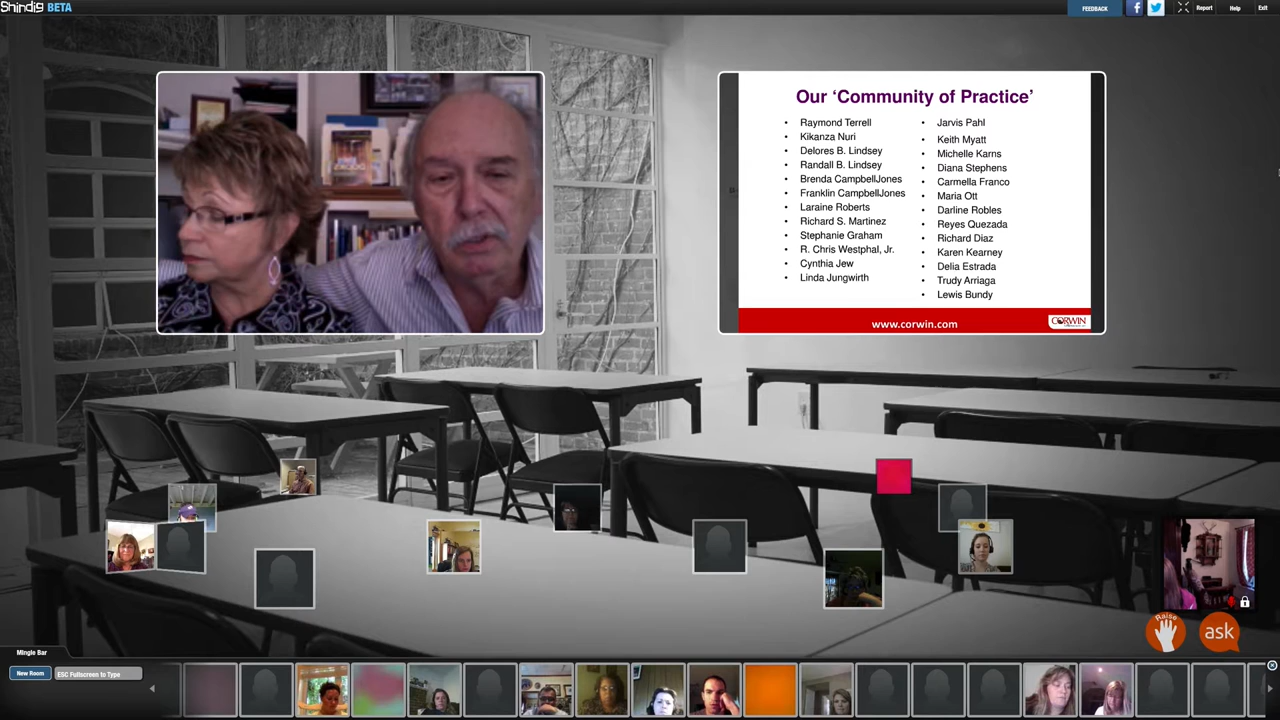 Shindig BETA
FEEDBACK
Report
Help
Exit
Our ‘Community of Practice’
• Raymond Terrell
• Kikanza Nuri
• Delores B. Lindsey
• Randall B. Lindsey
• Brenda CampbellJones
• Franklin CampbellJones
• Laraine Roberts
• Richard S. Martinez
• Stephanie Graham
• R. Chris Westphal, Jr.
• Cynthia Jew
• Linda Jungwirth
• Jarvis Pahl
• Keith Myatt
• Michelle Karns
• Diana Stephens
• Carmella Franco
• Maria Ott
• Darline Robles
• Reyes Quezada
• Richard Diaz
• Karen Kearney
• Delia Estrada
• Trudy Arriaga
• Lewis Bundy
www.corwin.com
CORWIN
Raise
ask
Mingle Bar
New Room
ESC Fullscreen to Type